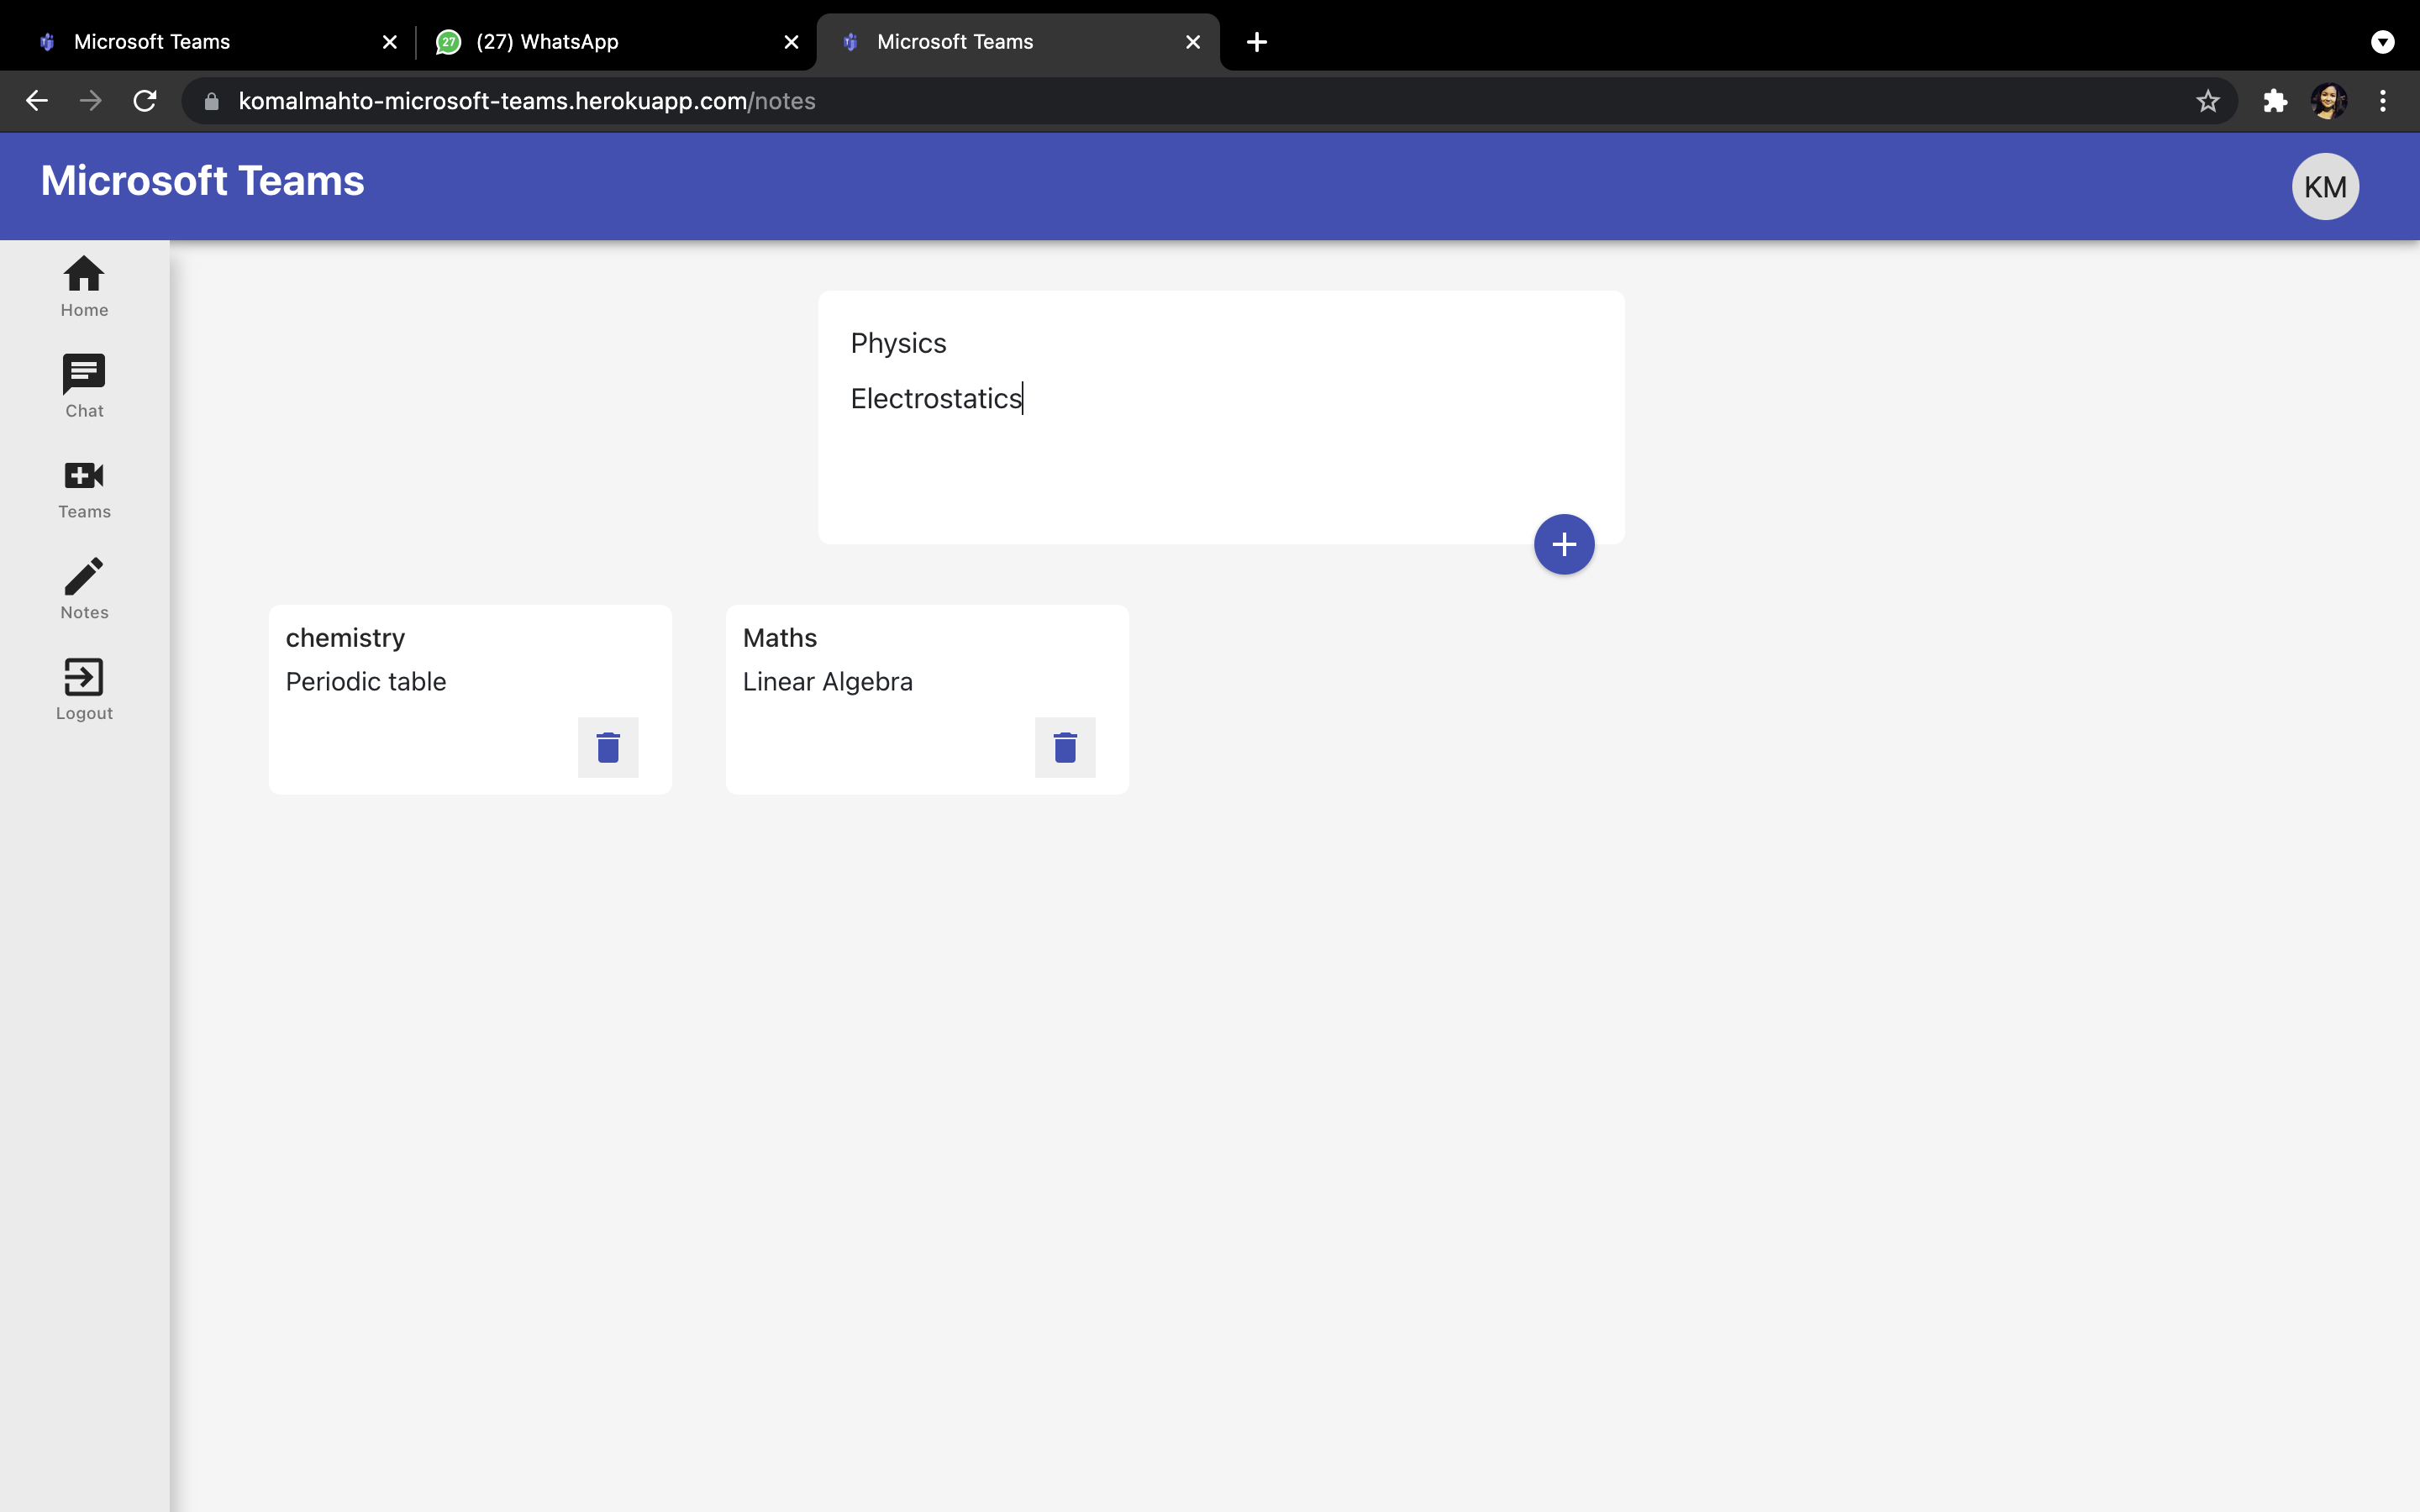 Microsoft Teams
27 (27) WhatsApp
Microsoft Teams
komalmahto-microsoft-teams.herokuapp.com/notes
Microsoft Teams
KM
Home
Chat
Teams
Notes
Logout
Physics
Electrostatics
chemistry
Periodic table
Maths
Linear Algebra